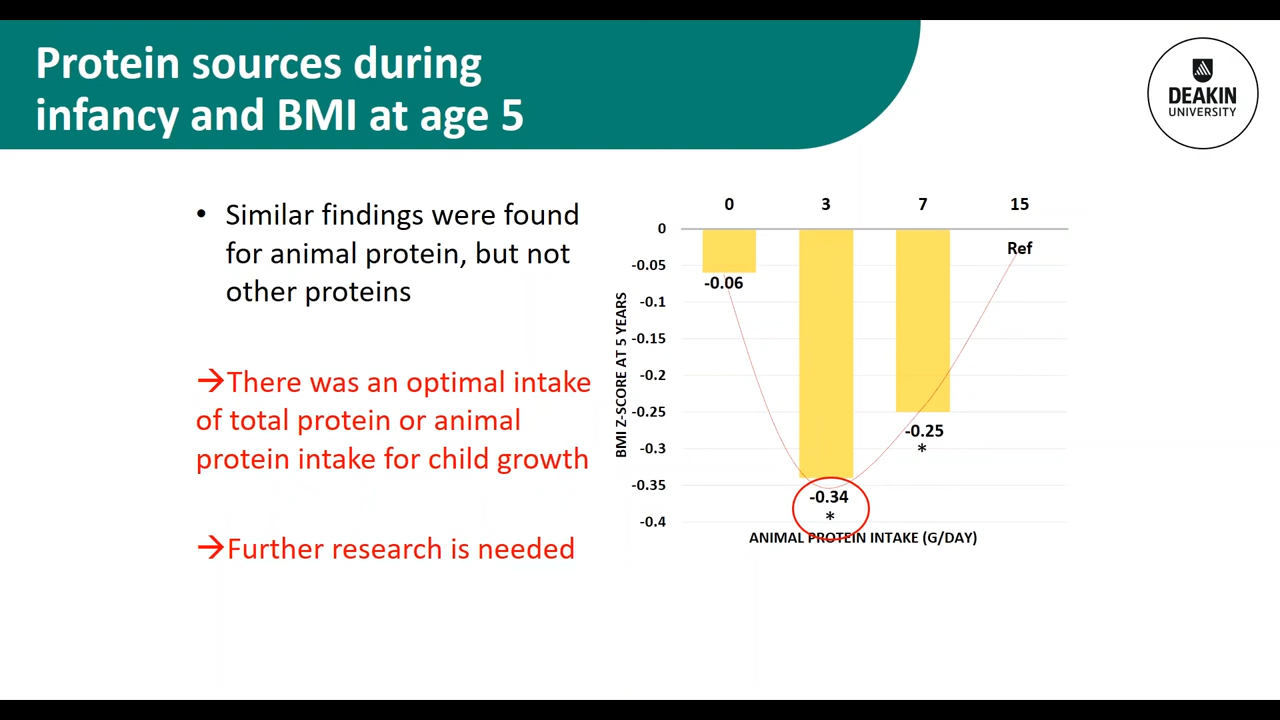 Protein sources during
infancy and BMI at age 5
DEAKIN
UNIVERSITY
• Similar findings were found
for animal protein, but not
other proteins
→There was an optimal intake
of total protein or animal
protein intake for child growth
→Further research is needed
0 3 7 15
0
-0.05
-0.1
-0.15
-0.2
-0.25
-0.3
-0.35
-0.4
BMI Z-SCORE AT 5 YEARS
-0.06
-0.34
*
-0.25
*
Ref
ANIMAL PROTEIN INTAKE (G/DAY)